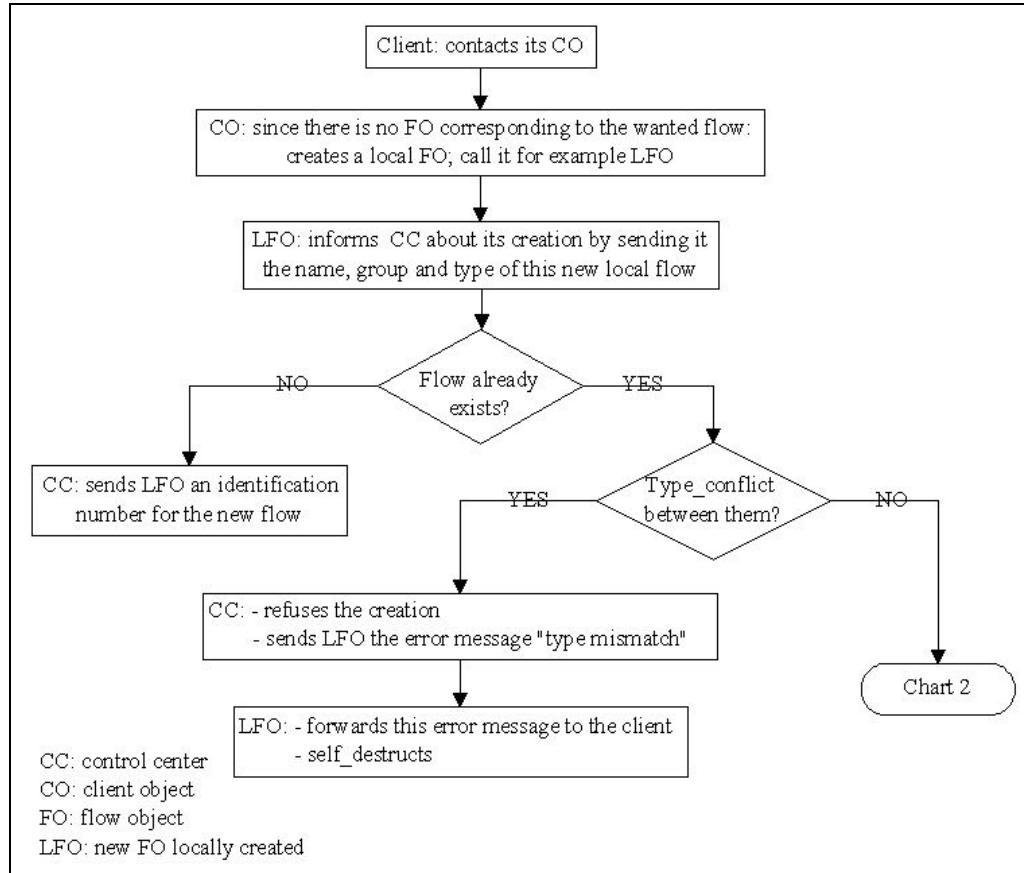 Client: contacts its CO
CO: since there is no FO corresponding to the wanted flow:
creates a local FO; call it for example LFO
LFO: informs CC about its creation by sending it
the name, group and type of this new local flow
Flow already
exists?
NO
YES
CC: sends LFO an identification
number for the new flow
Type_conflict
between them?
YES
NO
CC: - refuses the creation
- sends LFO the error message "type mismatch"
Chart 2
LFO: - forwards this error message to the client
- self_destructs
CC: control center
CO: client object
FO: flow object
LFO: new FO locally created